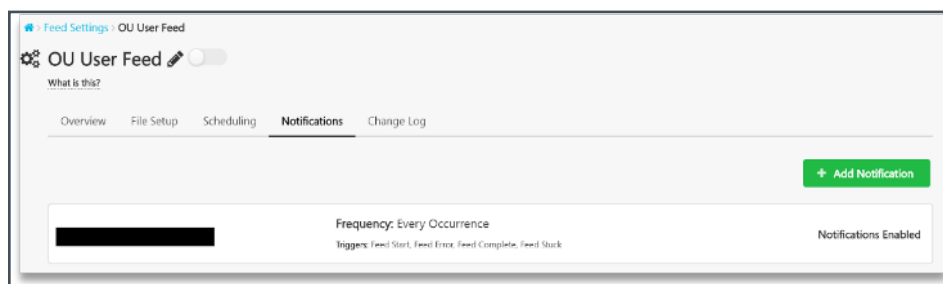 > Feed Settings > OU User Feed
OU User Feed
What is this?
Overview File Setup Scheduling Notifications Change Log
+ Add Notification
Frequency: Every Occurrence
Triggers: Feed Start, Feed Error, Feed Complete, Feed Stuck
Notifications Enabled